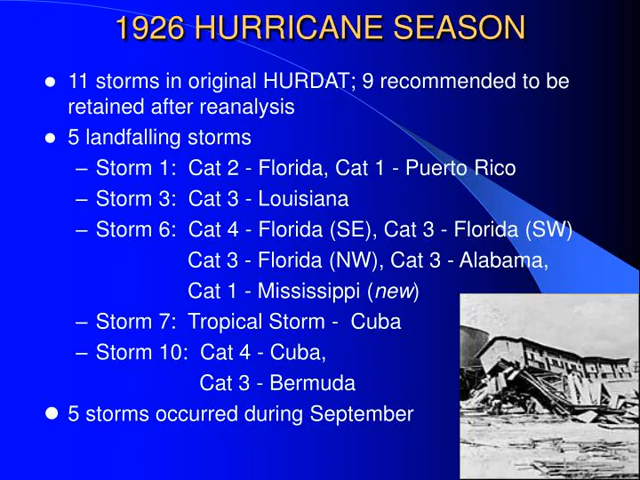 1926 HURRICANE SEASON
● 11 storms in original HURDAT; 9 recommended to be
retained after reanalysis
● 5 landfalling storms
– Storm 1:  Cat 2 - Florida, Cat 1 - Puerto Rico
– Storm 3:  Cat 3 - Louisiana
– Storm 6:  Cat 4 - Florida (SE), Cat 3 - Florida (SW)
Cat 3 - Florida (NW), Cat 3 - Alabama,
Cat 1 - Mississippi (new)
– Storm 7:  Tropical Storm -  Cuba
– Storm 10:  Cat 4 - Cuba,
Cat 3 - Bermuda
● 5 storms occurred during September